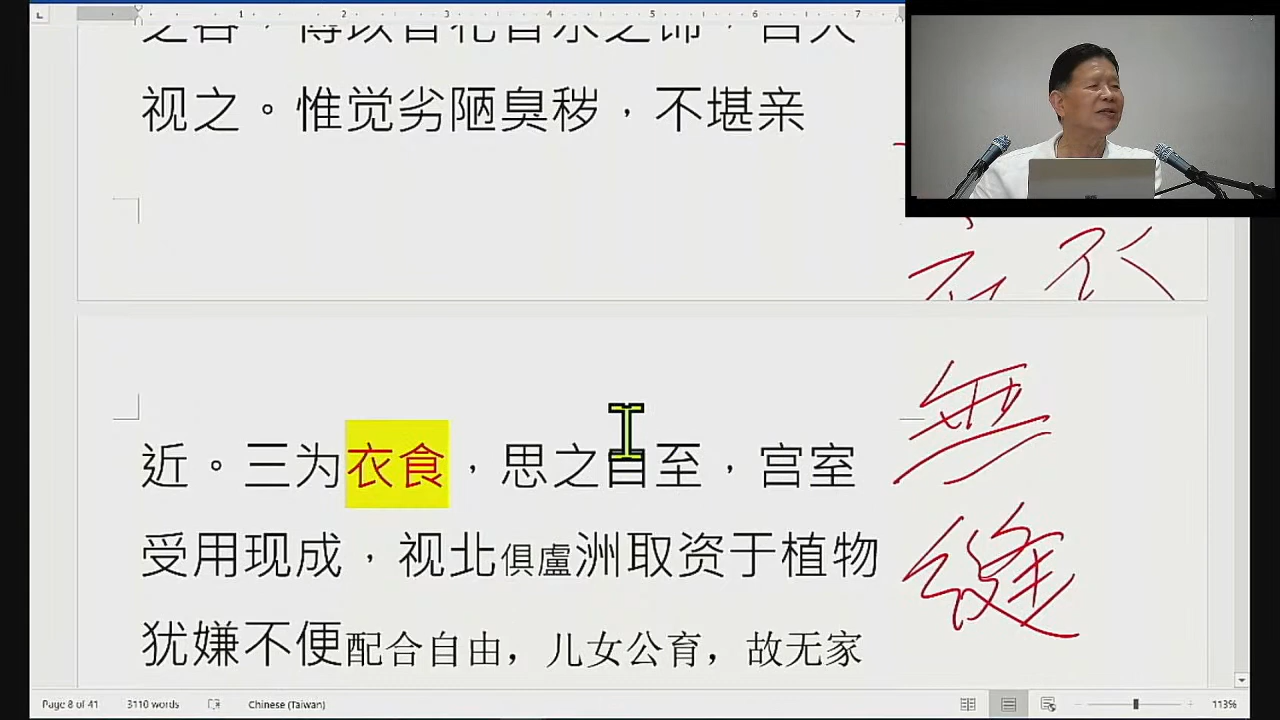 视之。惟觉劣陋臭秽，不堪亲
近。三为衣食，思之自至，宫室
受用现成，视北俱盧洲取资于植物
犹嫌不便配合自由，儿女公育，故无家
衣
無
縫
Page 8 of 41 3110 words Chinese (Taiwan) 113%